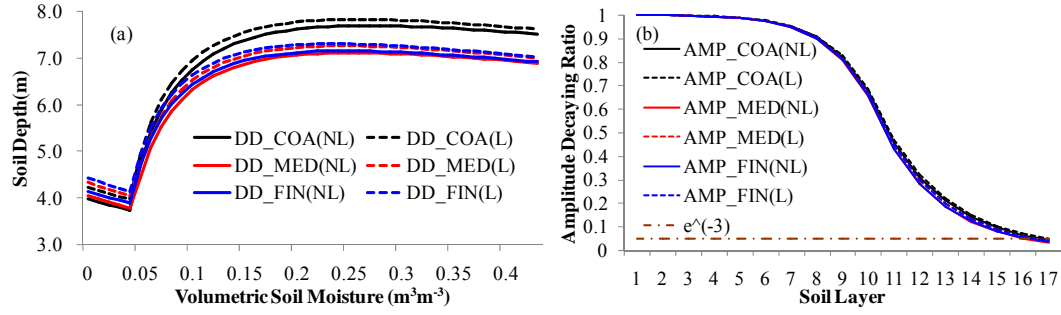 (a)
8.0
7.0
6.0
5.0
4.0
3.0
Soil Depth(m)
DD_COA(NL)
DD_COA(L)
DD_MED(NL)
DD_MED(L)
DD_FIN(NL)
DD_FIN(L)
0 0.05 0.1 0.15 0.2 0.25 0.3 0.35 0.4
Volumetric Soil Moisture (m³m⁻³)
(b)
1
0.9
0.8
0.7
0.6
0.5
0.4
0.3
0.2
0.1
0
Amplitude Decaying Ratio
AMP_COA(NL)
AMP_COA(L)
AMP_MED(NL)
AMP_MED(L)
AMP_FIN(NL)
AMP_FIN(L)
e^(-3)
1 2 3 4 5 6 7 8 9 10 11 12 13 14 15 16 17
Soil Layer